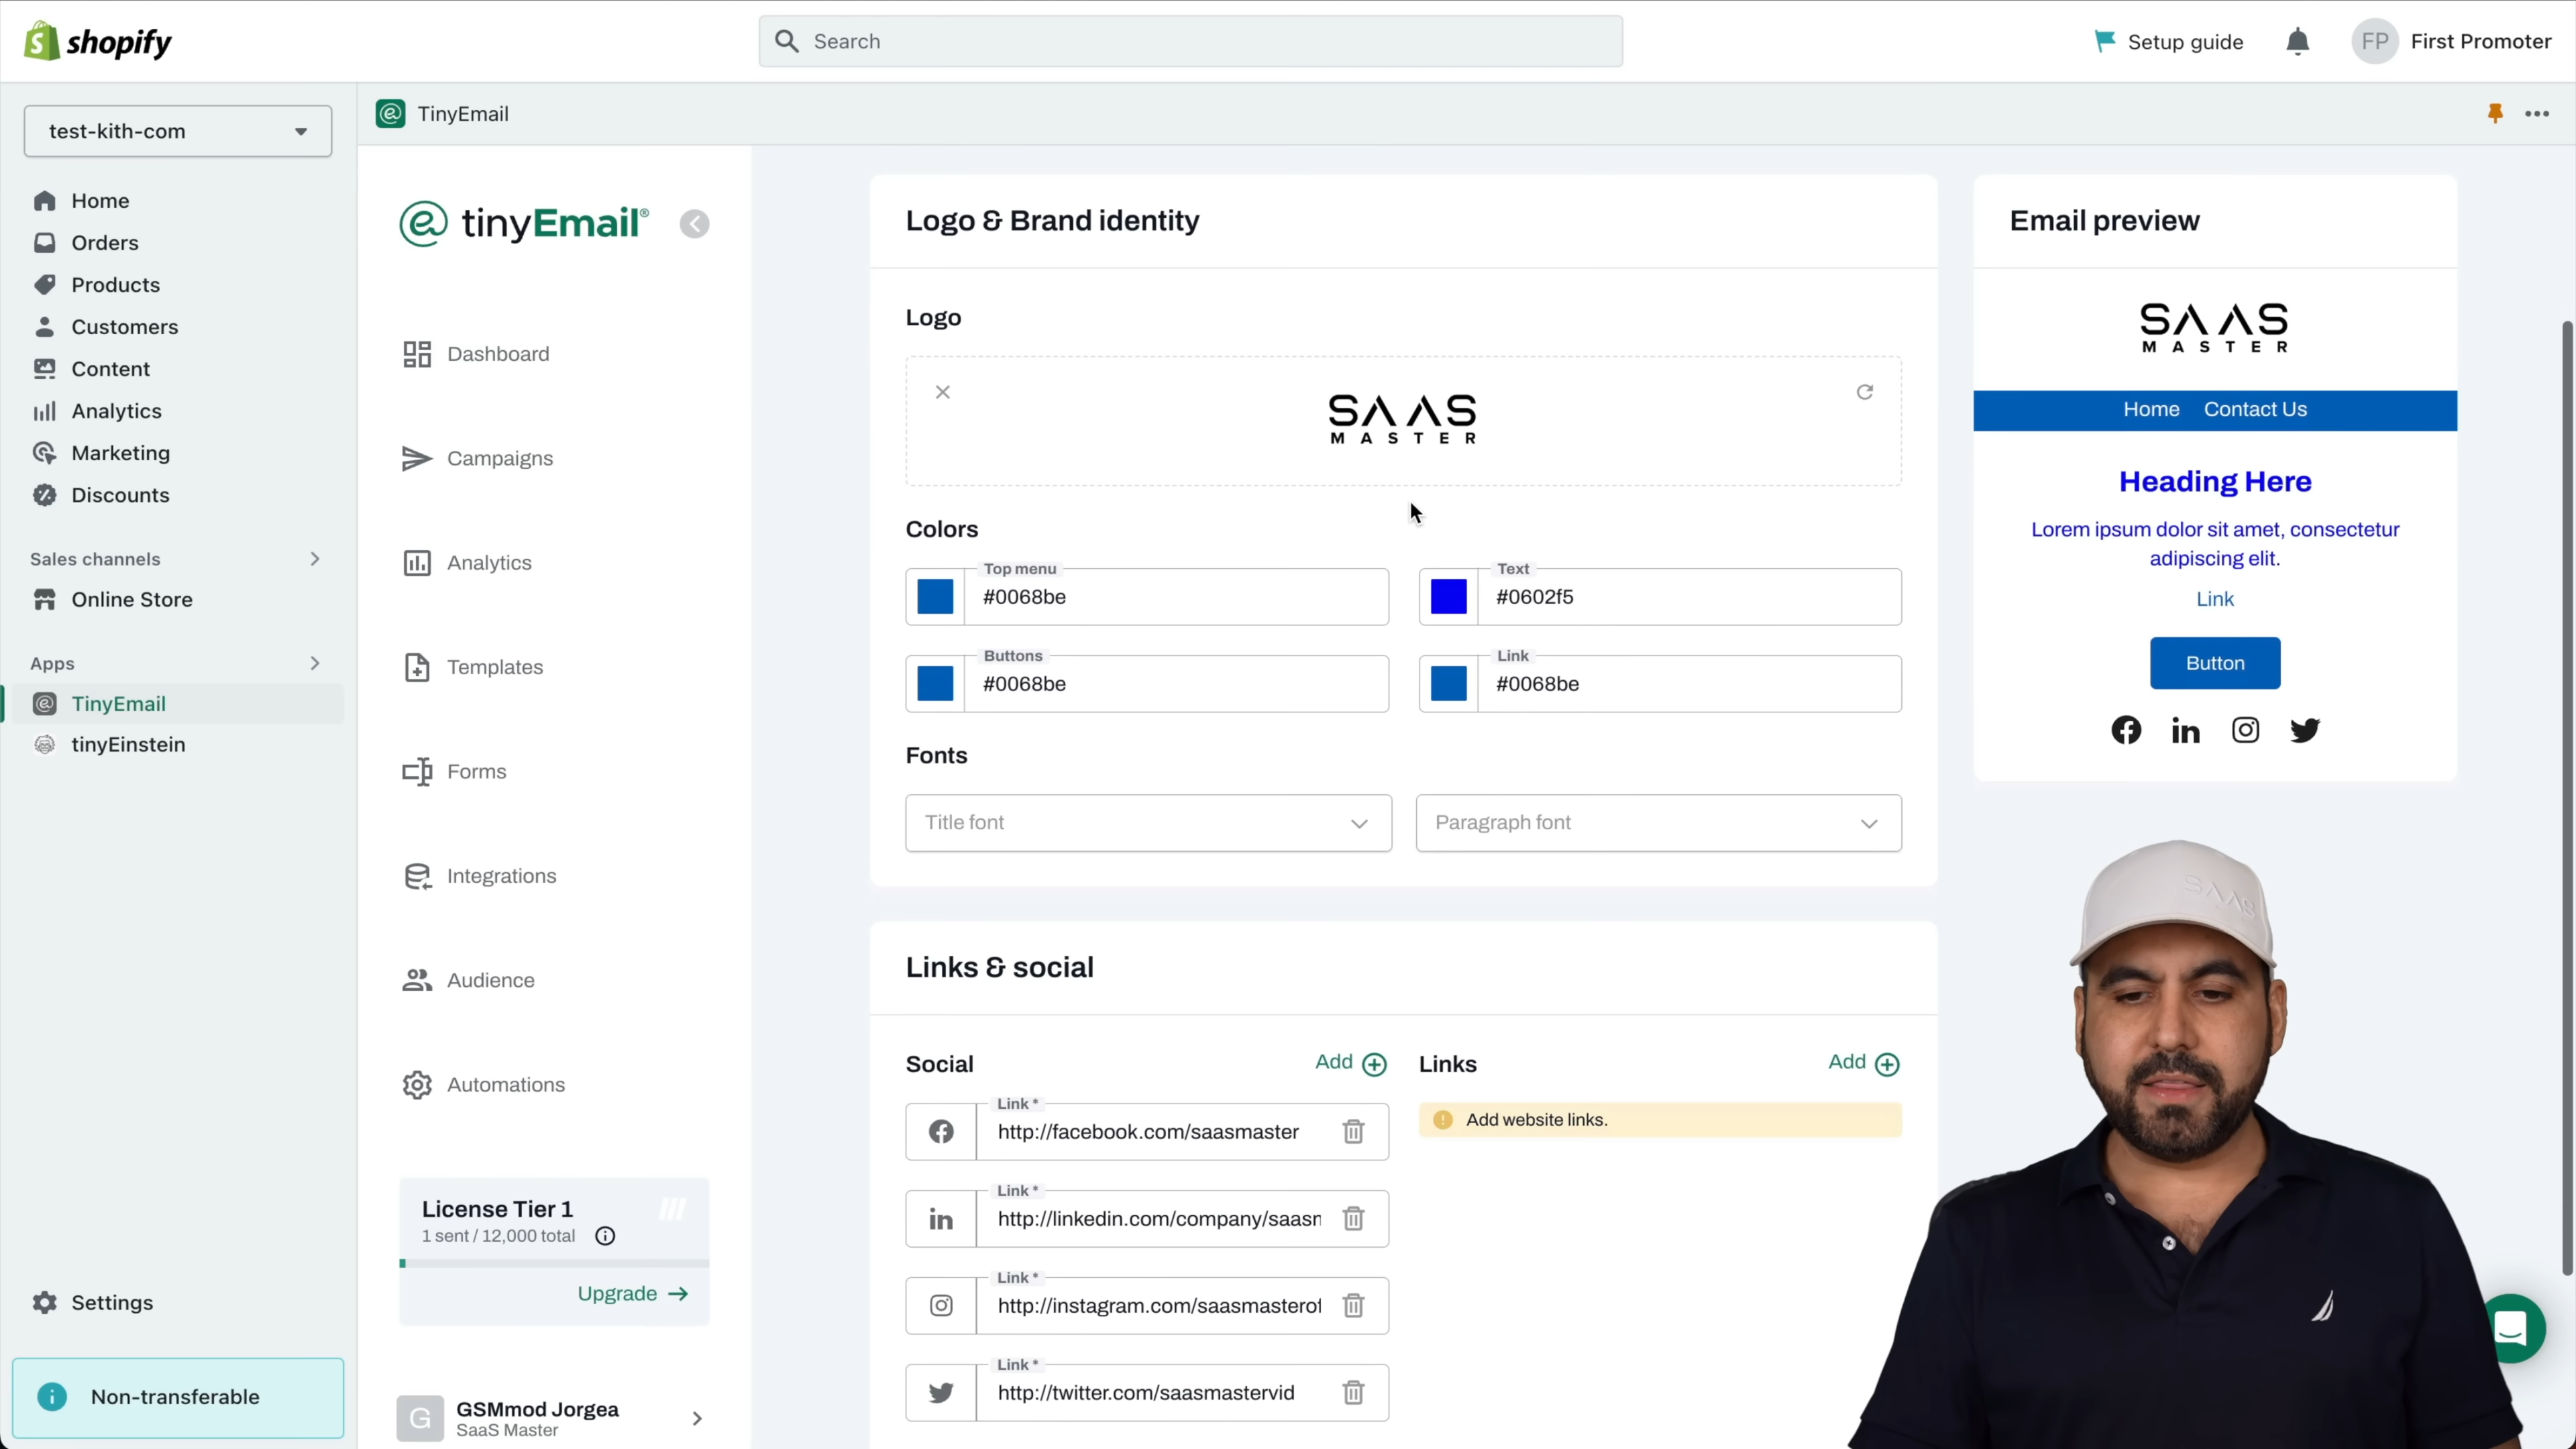 shopify
Search
Setup guide
FP
First Promoter
test-kith-com
Home
Orders
Products
Customers
Content
Analytics
Marketing
Discounts
Sales channels
Online Store
Apps
TinyEmail
tinyEinstein
Settings
Non-transferable
TinyEmail
tinyEmail®
Dashboard
Campaigns
Analytics
Templates
Forms
Integrations
Audience
Automations
License Tier 1
1 sent / 12,000 total
Upgrade
G
GSMmod Jorgea
SaaS Master
Logo & Brand identity
Logo
SAAS
MASTER
Colors
Top menu
#0068be
Text
#0602f5
Buttons
#0068be
Link
#0068be
Fonts
Title font
Paragraph font
Links & social
Social
Add
Link *
http://facebook.com/saasmaster
Link *
http://linkedin.com/company/saasm
Link *
http://instagram.com/saasmasterof
Link *
http://twitter.com/saasmastervid
Links
Add
Add website links.
Email preview
SAAS
MASTER
Home Contact Us
Heading Here
Lorem ipsum dolor sit amet, consectetur
adipiscing elit.
Link
Button
SAAS